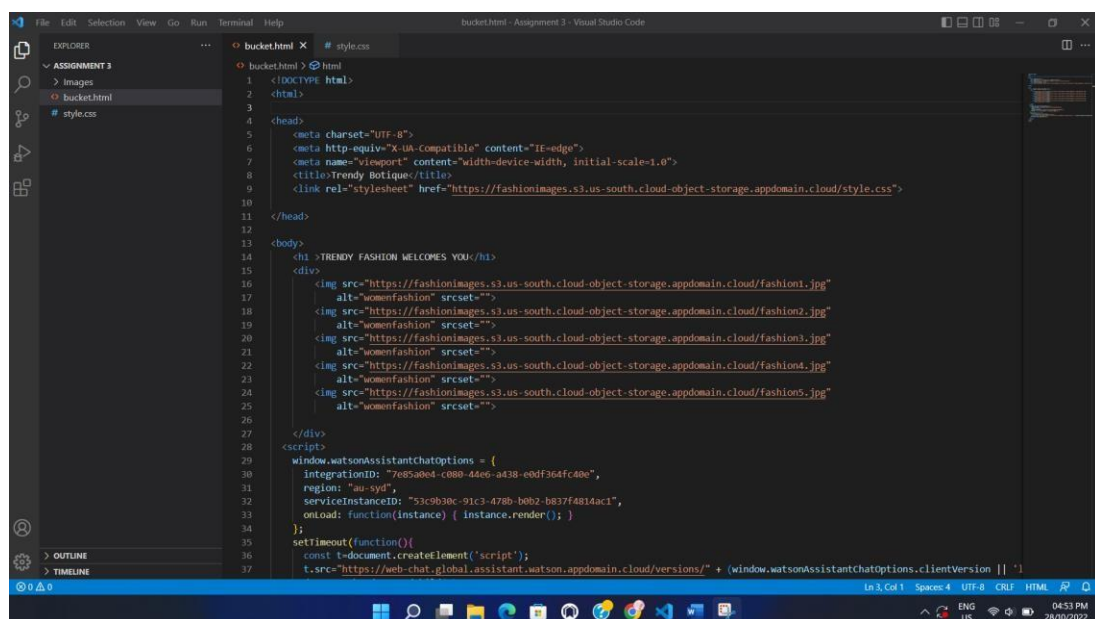 File Edit Selection View Go Run Terminal Help
bucket.html - Assignment 3 - Visual Studio Code
EXPLORER ...
ASSIGNMENT 3
> Images
bucket.html
# style.css
OUTLINE
TIMELINE
bucket.html X # style.css
bucket.html > html
1 <!DOCTYPE html>
2 <html>
3
4 <head>
5 <meta charset="UTF-8">
6 <meta http-equiv="X-UA-Compatible" content="IE=edge">
7 <meta name="viewport" content="width=device-width, initial-scale=1.0">
8 <title>Trendy Botique</title>
9 <link rel="stylesheet" href="https://fashionimages.s3.us-south.cloud-object-storage.appdomain.cloud/style.css">
10
11 </head>
12
13 <body>
14 <h1 >TRENDY FASHION WELCOMES YOU</h1>
15 <div>
16 <img src="https://fashionimages.s3.us-south.cloud-object-storage.appdomain.cloud/fashion1.jpg"
17 alt="womenfashion" srcset="">
18 <img src="https://fashionimages.s3.us-south.cloud-object-storage.appdomain.cloud/fashion2.jpg"
19 alt="womenfashion" srcset="">
20 <img src="https://fashionimages.s3.us-south.cloud-object-storage.appdomain.cloud/fashion3.jpg"
21 alt="womenfashion" srcset="">
22 <img src="https://fashionimages.s3.us-south.cloud-object-storage.appdomain.cloud/fashion4.jpg"
23 alt="womenfashion" srcset="">
24 <img src="https://fashionimages.s3.us-south.cloud-object-storage.appdomain.cloud/fashion5.jpg"
25 alt="womenfashion" srcset="">
26
27 </div>
28 <script>
29 window.watsonAssistantChatOptions = {
30 integrationID: "7e85a0e4-c080-44e6-a438-e0df364fc40e",
31 region: "au-syd",
32 serviceInstanceID: "53c9b30c-91c3-478b-b0b2-b837f4814ac1",
33 onLoad: function(instance) { instance.render(); }
34 };
35 setTimeout(function(){
36 const t=document.createElement('script');
37 t.src="https://web-chat.global.assistant.watson.appdomain.cloud/versions/" + (window.watsonAssistantChatOptions.clientVersion || 'l
0 0
Ln 3, Col 1 Spaces: 4 UTF-8 CRLF HTML
ENG
US
04:53 PM
28/10/2022